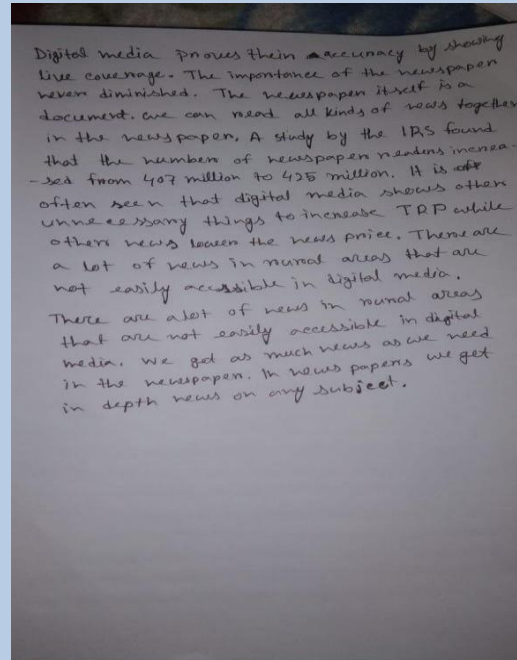 Digital media proves their accuracy by showing
live coverage. The importance of the newspaper
never diminished. The newspaper itself is a
document. we can read all kinds of news together
in the newspaper. A study by the IRS found
that the number of newspaper readers increa-
-sed from 407 million to 425 million. It is
often seen that digital media shows other
unnecessary things to increase TRP while
others news lower the news price. There are
a lot of news in rural areas that are
not easily accessible in digital media.
There are a lot of news in rural areas
that are not easily accessible in digital
media. We get as much news as we need
in the newspaper. In news papers we get
in depth news on any subject.